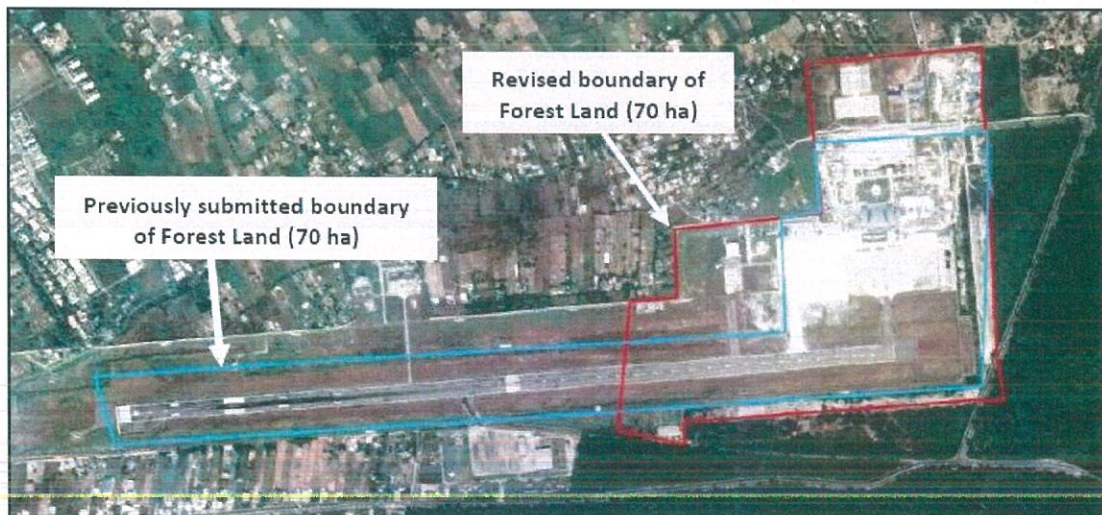 Revised boundary of
Forest Land (70 ha)
Previously submitted boundary
of Forest Land (70 ha)